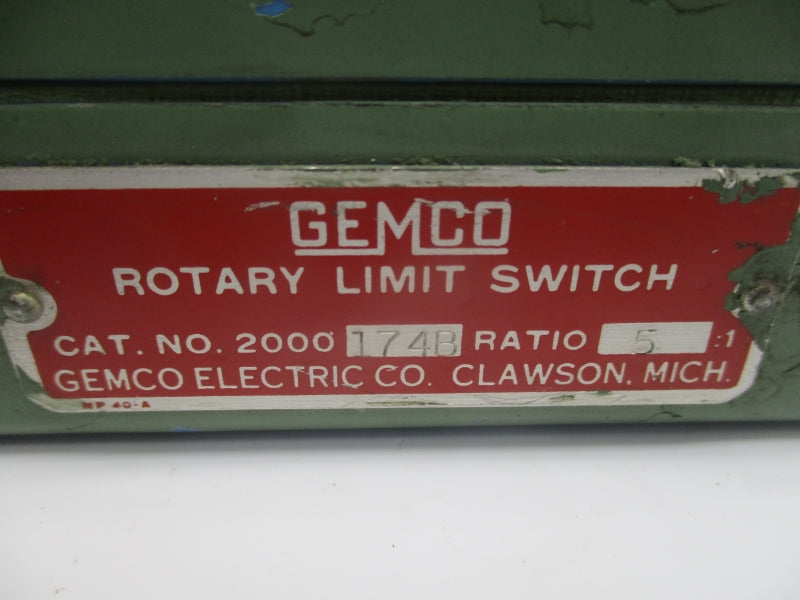 GEMCO
ROTARY LIMIT SWITCH
CAT. NO. 2000 174B RATIO 5 :1
GEMCO ELECTRIC CO. CLAWSON, MICH.
NP 40-A